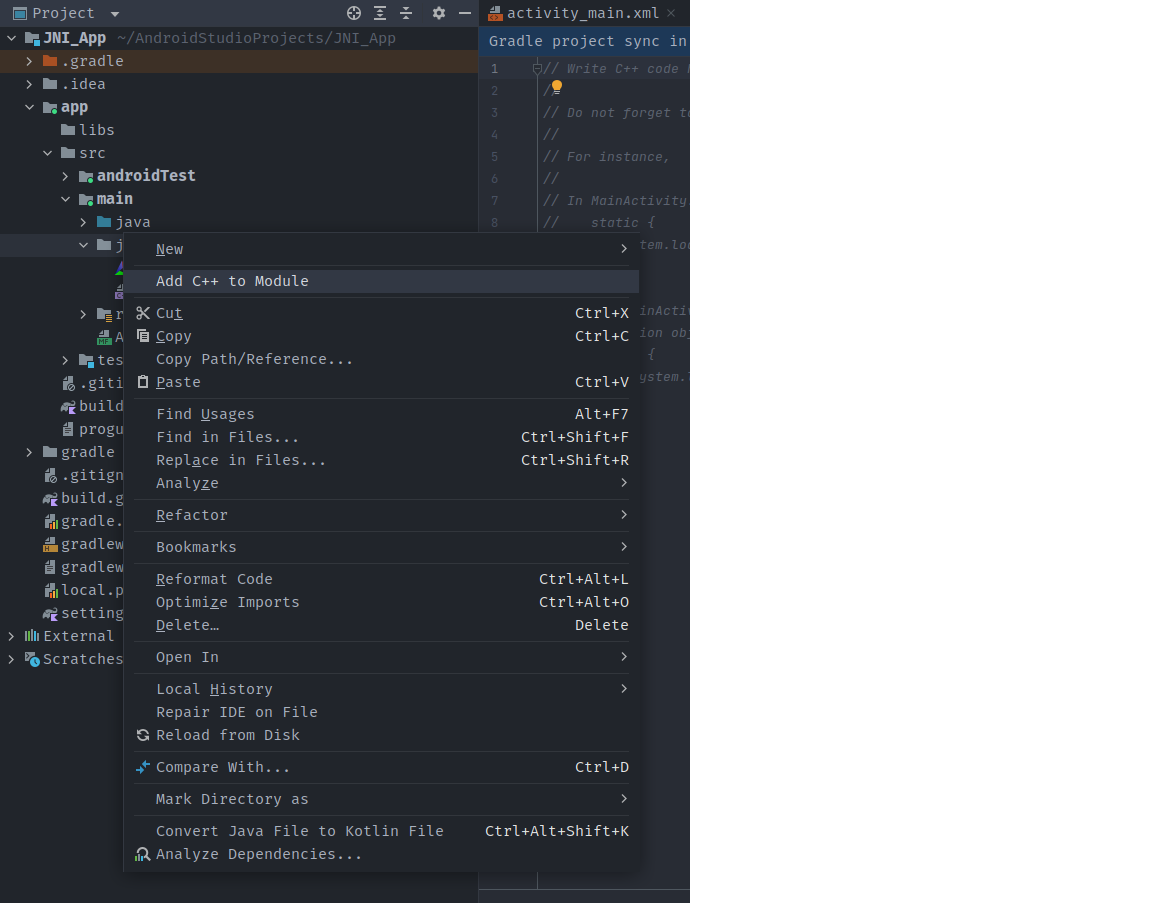 Project
activity_main.xml
JNI_App ~/AndroidStudioProjects/JNI_App
Gradle project sync in
.gradle
.idea
app
libs
src
androidTest
main
java
j
r
A
tes
.giti
build
progu
gradle
.gitign
build.g
gradle.
gradlew
gradlew
local.p
setting
External
Scratches
1 // Write C++ code
2 //
3 // Do not forget to
4 //
5 // For instance,
6 //
7 // In MainActivity
8 //    static {
tem.loa
inActiv
ion obj
{
ystem.
New
Add C++ to Module
Cut Ctrl+X
Copy Ctrl+C
Copy Path/Reference...
Paste Ctrl+V
Find Usages Alt+F7
Find in Files... Ctrl+Shift+F
Replace in Files... Ctrl+Shift+R
Analyze
Refactor
Bookmarks
Reformat Code Ctrl+Alt+L
Optimize Imports Ctrl+Alt+O
Delete… Delete
Open In
Local History
Repair IDE on File
Reload from Disk
Compare With... Ctrl+D
Mark Directory as
Convert Java File to Kotlin File Ctrl+Alt+Shift+K
Analyze Dependencies...